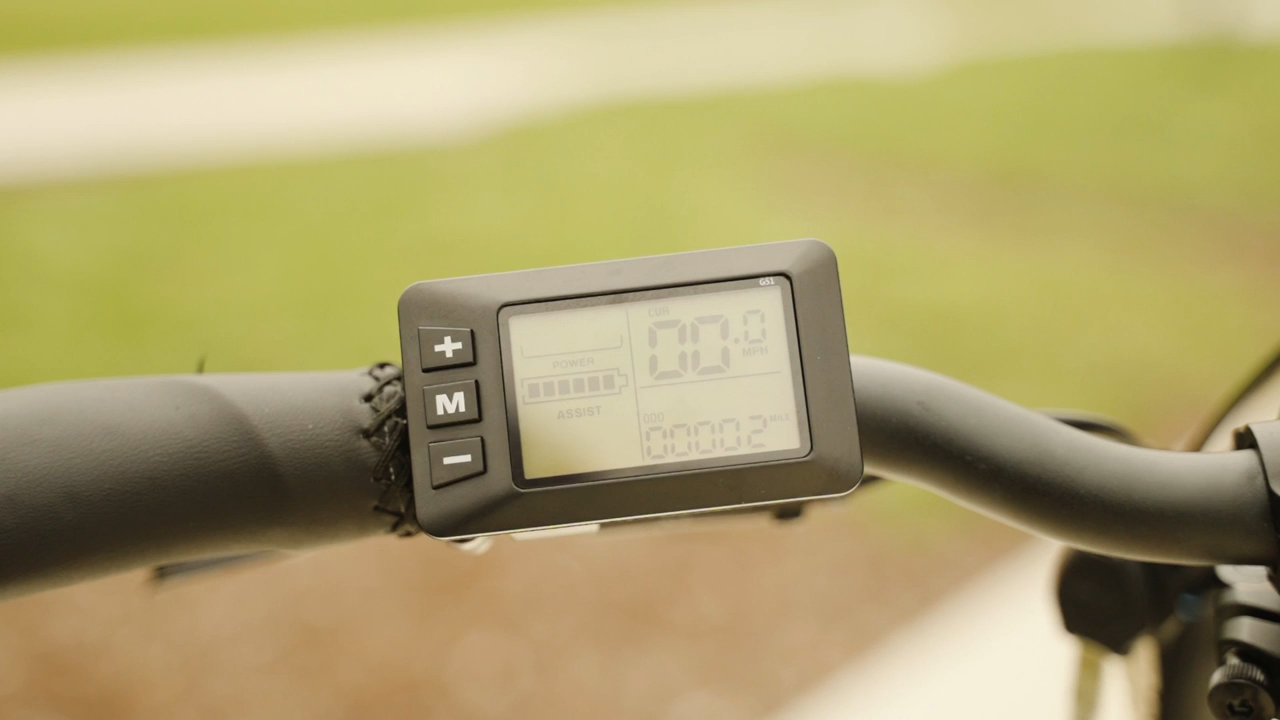 G51
+
M
−
POWER
ASSIST
CUR
00.0
MPH
ODO
00002
MILE